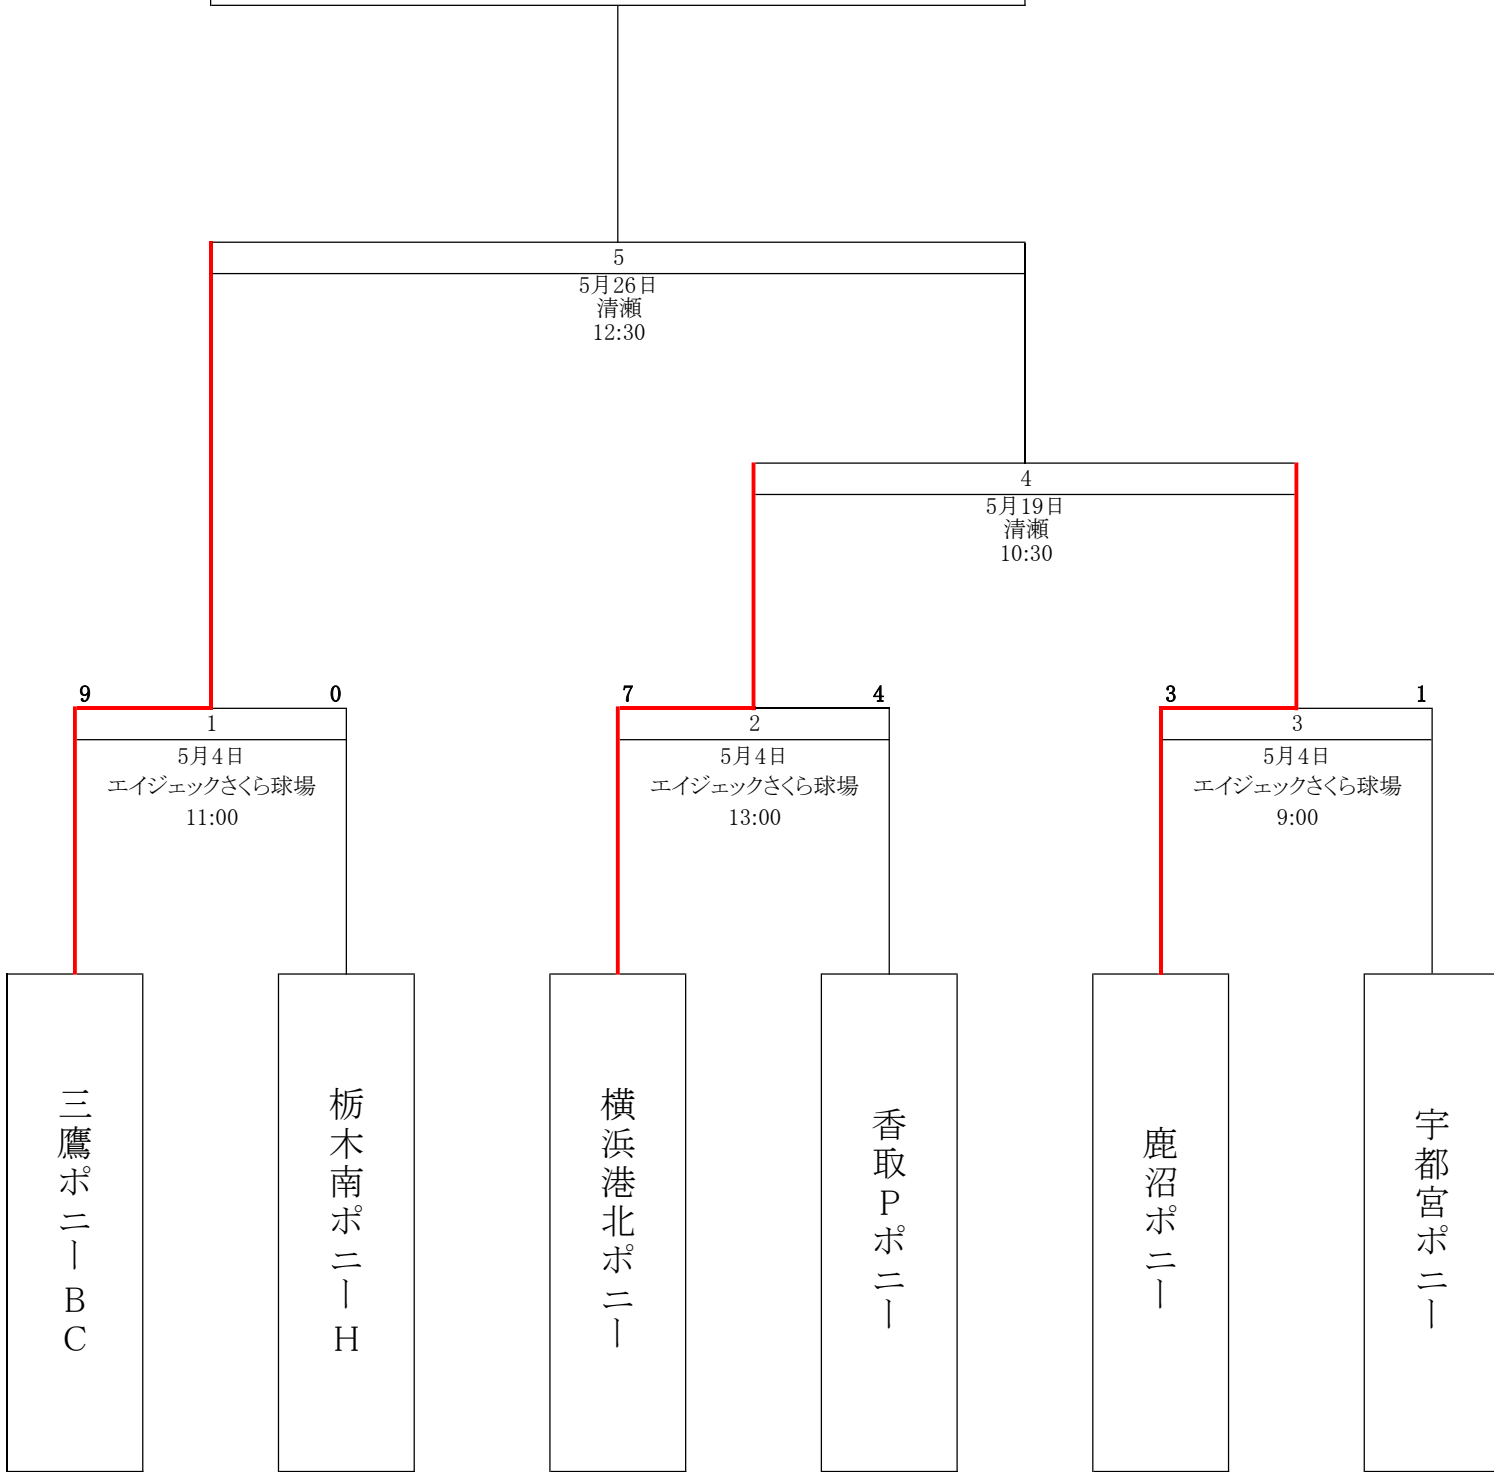 5
5月26日
清瀬
12:30
4
5月19日
清瀬
10:30
9
0
7
4
3
1
1
5月4日
エイジェックさくら球場
11:00
2
5月4日
エイジェックさくら球場
13:00
3
5月4日
エイジェックさくら球場
9:00
三鷹ポニーBC
栃木南ポニーH
横浜港北ポニー
香取Pポニー
鹿沼ポニー
宇都宮ポニー